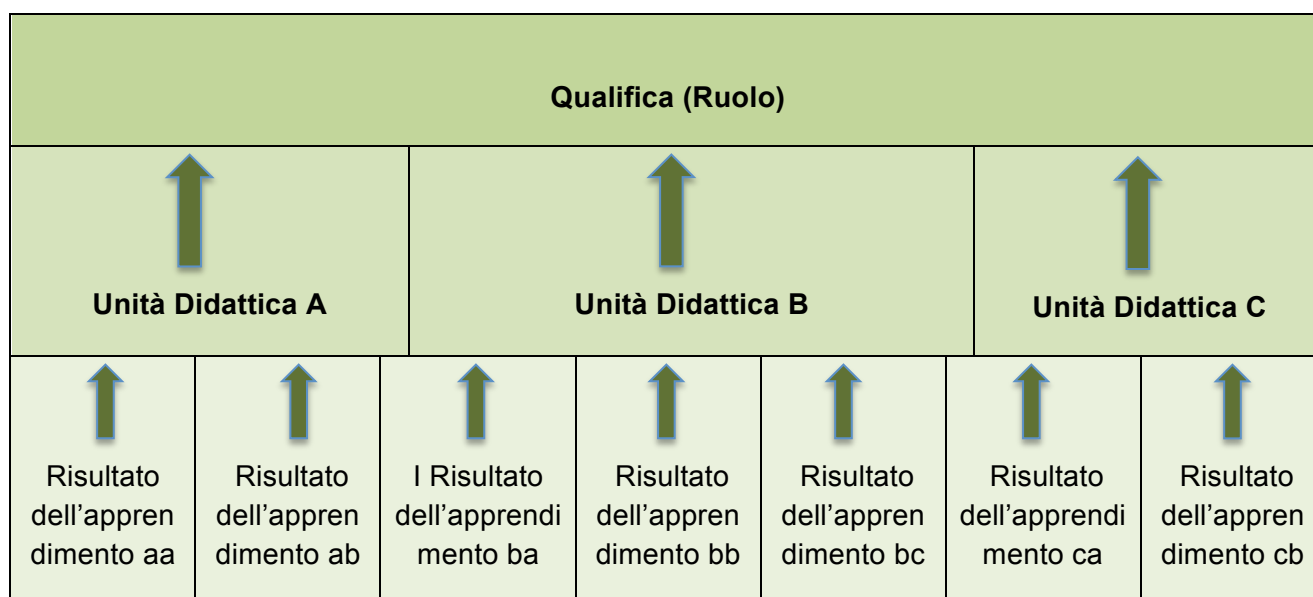 Qualifica (Ruolo)
Unità Didattica A
Unità Didattica B
Unità Didattica C
Risultato
dell’appren
dimento aa
Risultato
dell’appren
dimento ab
I Risultato
dell’apprendi
mento ba
Risultato
dell’appren
dimento bb
Risultato
dell’appren
dimento bc
Risultato
dell’apprendi
mento ca
Risultato
dell’appren
dimento cb